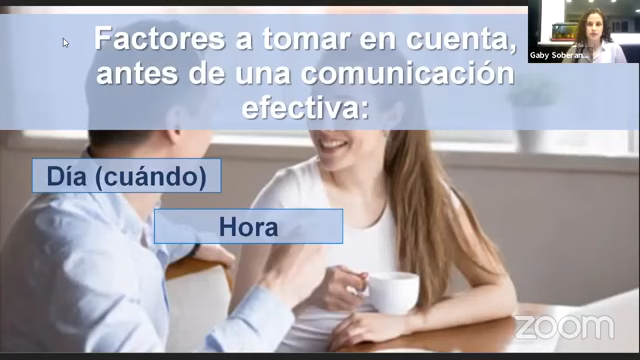 Factores a tomar en cuenta,
antes de una comunicación
efectiva:
Gaby Soberan...
Día (cuándo)
Hora
zoom